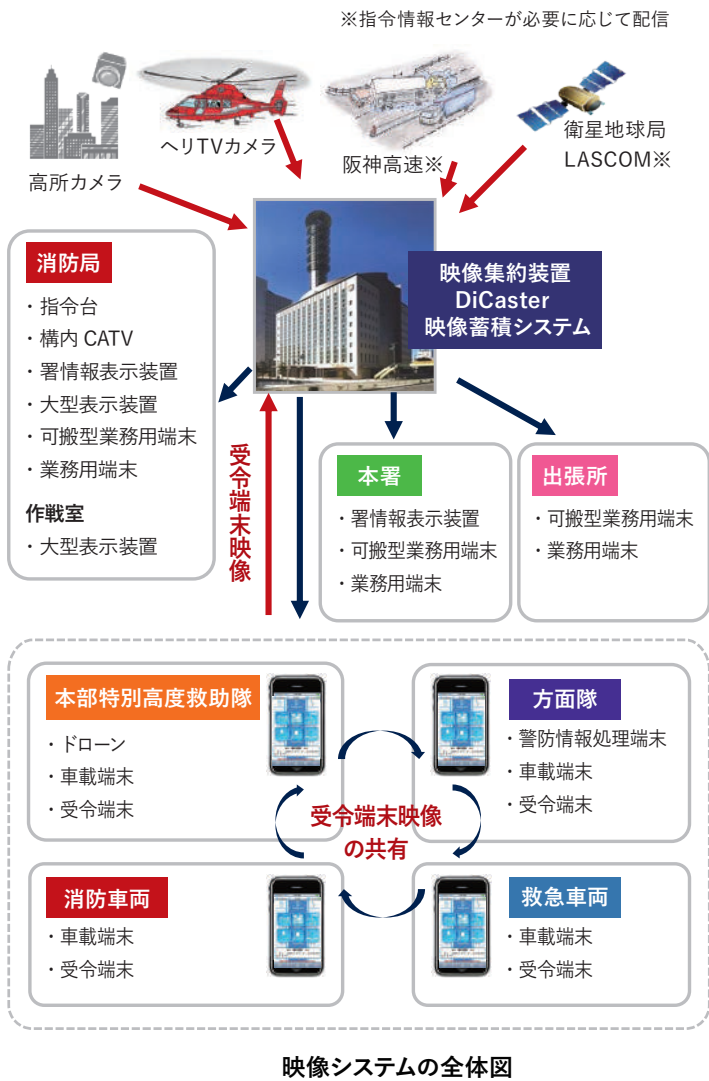 ※指令情報センターが必要に応じて配信
高所カメラ
ヘリTVカメラ
阪神高速※
衛星地球局
LASCOM※
映像集約装置
DiCaster
映像蓄積システム
消防局
・指令台
・構内 CATV
・署情報表示装置
・大型表示装置
・可搬型業務用端末
・業務用端末
作戦室
・大型表示装置
受令端末映像
本署
・署情報表示装置
・可搬型業務用端末
・業務用端末
出張所
・可搬型業務用端末
・業務用端末
本部特別高度救助隊
・ドローン
・車載端末
・受令端末
方面隊
・警防情報処理端末
・車載端末
・受令端末
受令端末映像
の共有
消防車両
・車載端末
・受令端末
救急車両
・車載端末
・受令端末
映像システムの全体図